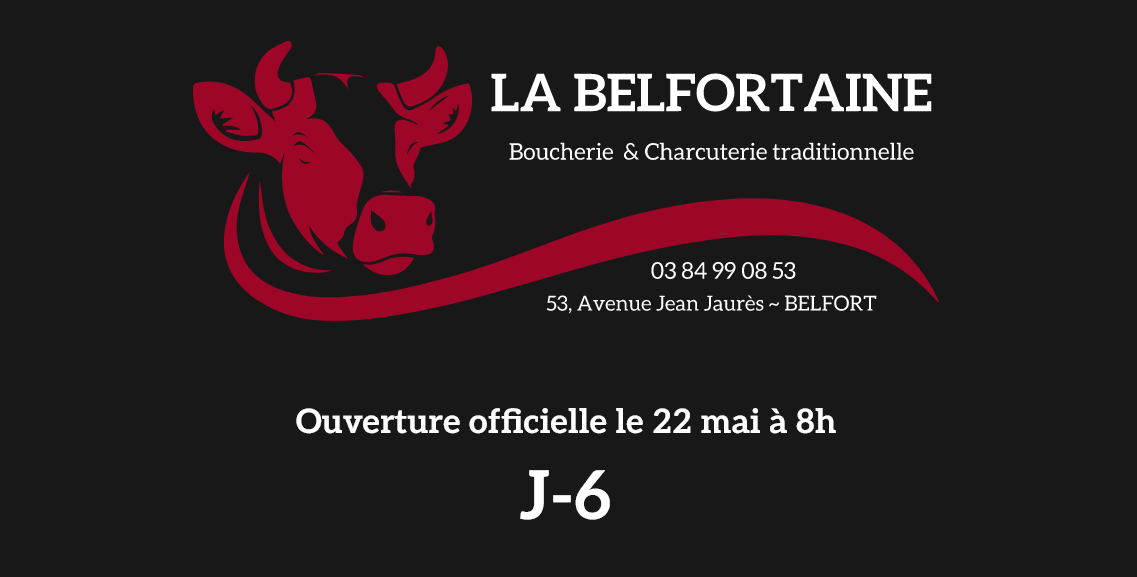 LA BELFORTAINE
Boucherie & Charcuterie traditionnelle
03 84 99 08 53
53, Avenue Jean Jaurès ~ BELFORT
Ouverture officielle le 22 mai à 8h
J-6